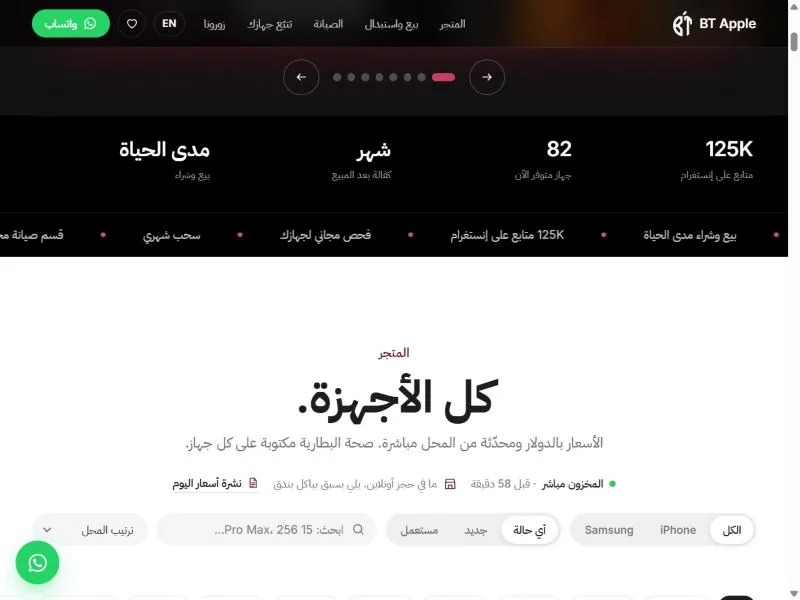 BT Apple
المتجر
بيع واستبدال
الصيانة
تتبّع جهازك
زورونا
EN
واتساب
125K
متابع على إنستغرام
82
جهاز متوفر الآن
شهر
كفالة بعد المبيع
مدى الحياة
بيع وشراء
بيع وشراء مدى الحياة
125K متابع على إنستغرام
فحص مجاني لجهازك
سحب شهري
قسم صيانة مح
المتجر
كل الأجهزة.
الأسعار بالدولار ومحدّثة من المحل مباشرة. صحة البطارية مكتوبة على كل جهاز.
المخزون مباشر · قبل 58 دقيقة
ما في حجز أونلاين. يلي بسبق بياكل بندق
نشرة أسعار اليوم
الكل
iPhone
Samsung
أي حالة
جديد
مستعمل
ابحث: 15 Pro Max، 256...
ترتيب المحل